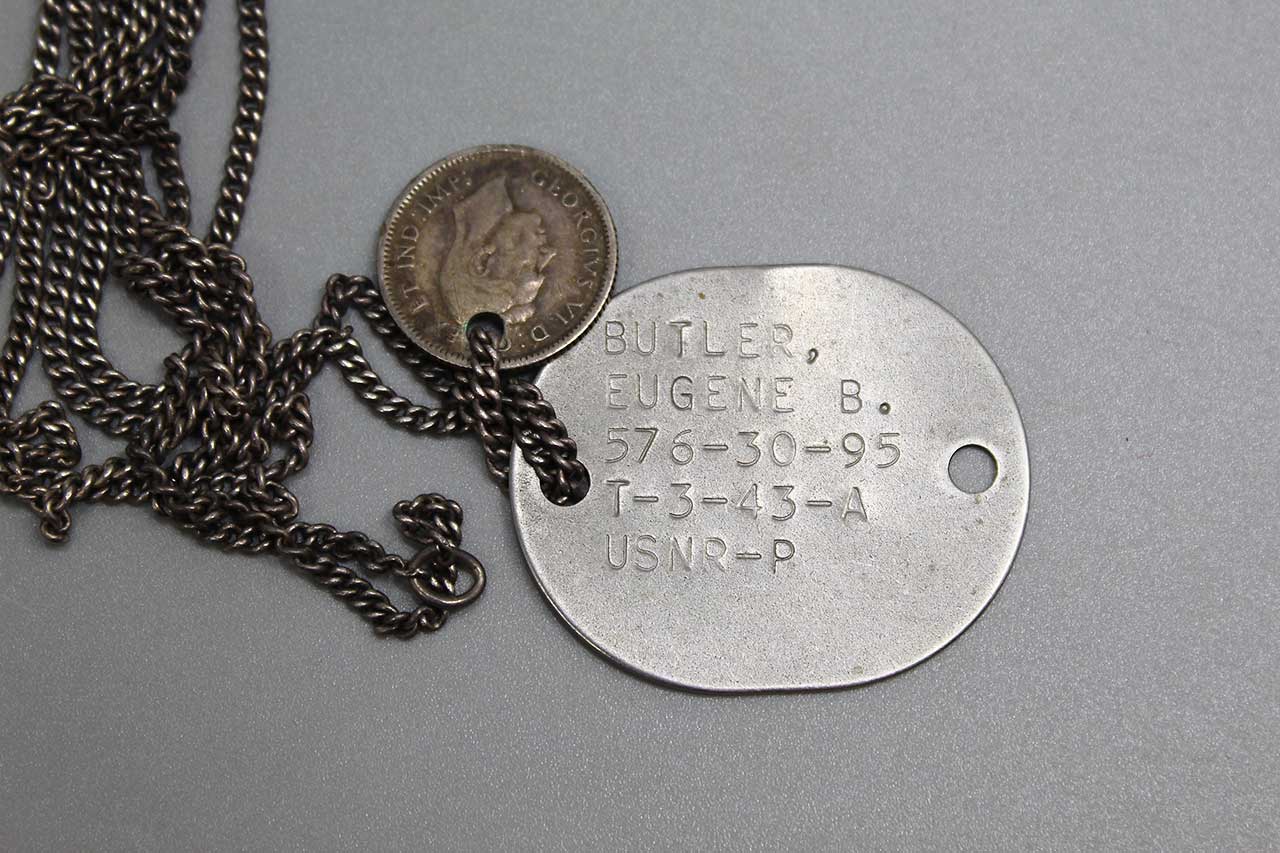 GEORGIVS VI D:
ET IND: IMP:
BUTLER,
EUGENE B.
576-30-95
T-3-43-A
USNR-P